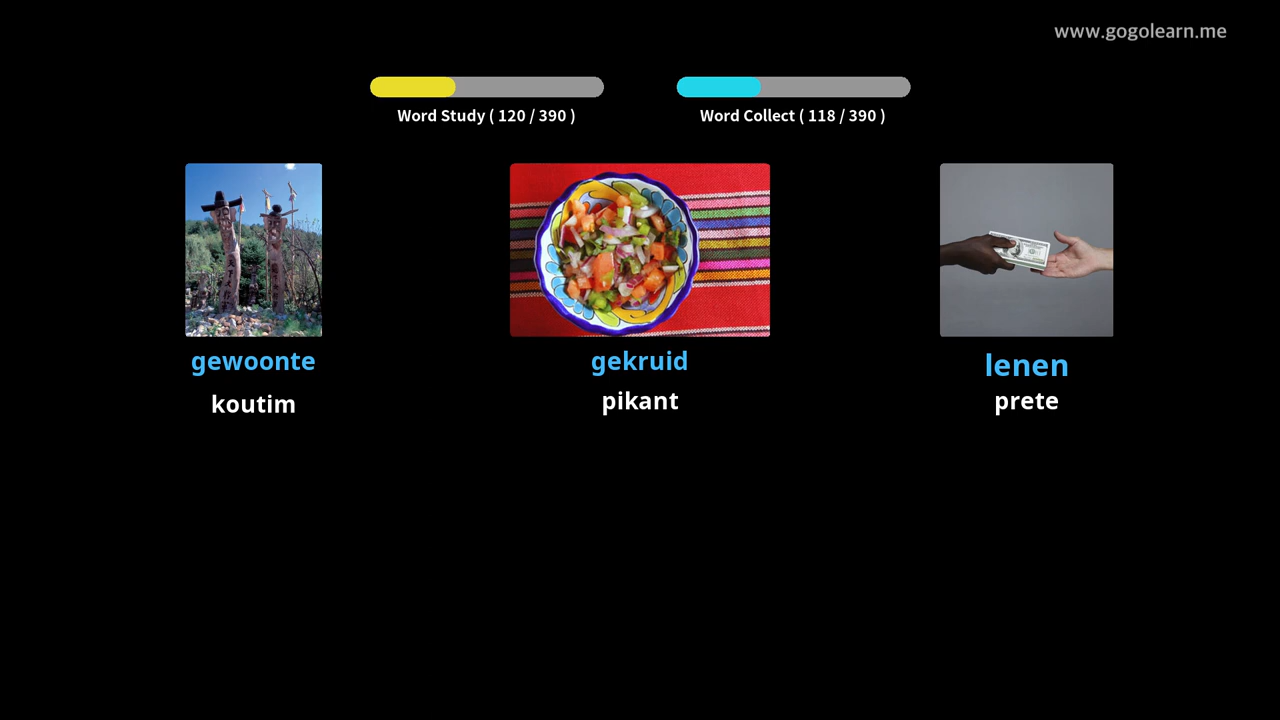 www.gogolearn.me
Word Study ( 120 / 390 )
Word Collect ( 118 / 390 )
gewoonte
gekruid
lenen
koutim
pikant
prete